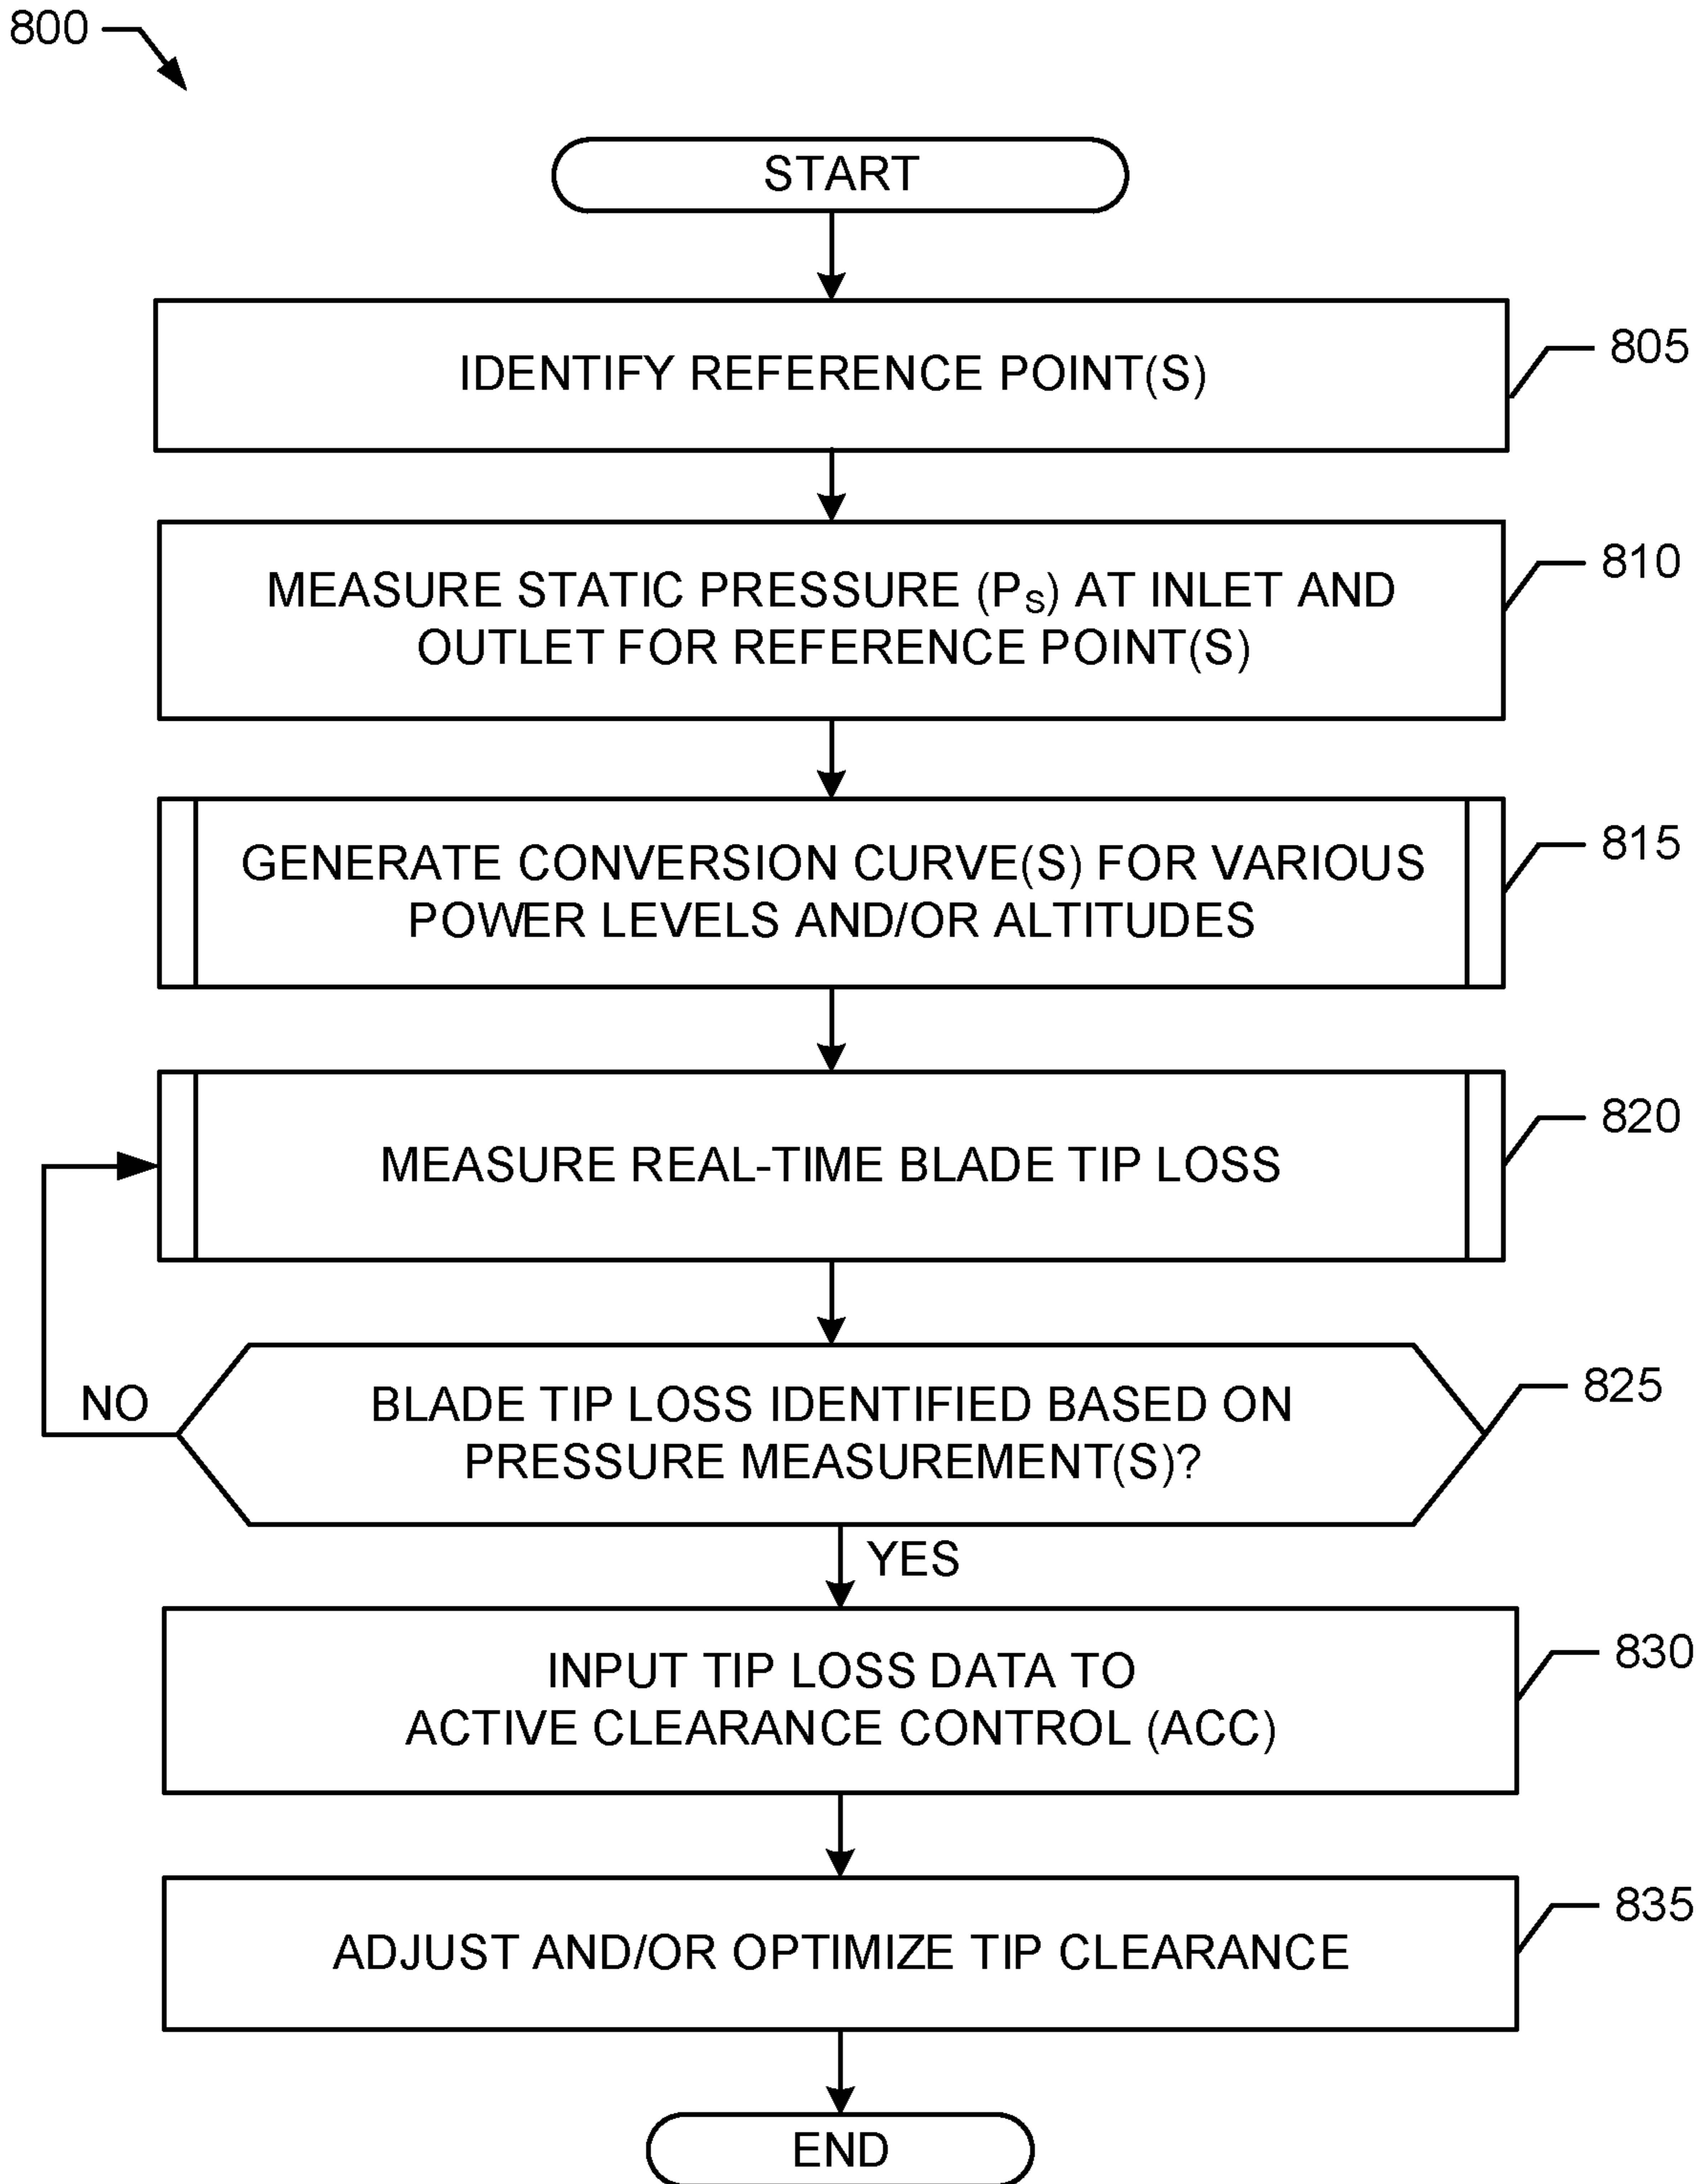 800
START
IDENTIFY REFERENCE POINT(S)
805
MEASURE STATIC PRESSURE (PS) AT INLET AND
OUTLET FOR REFERENCE POINT(S)
810
GENERATE CONVERSION CURVE(S) FOR VARIOUS
POWER LEVELS AND/OR ALTITUDES
815
MEASURE REAL-TIME BLADE TIP LOSS
820
BLADE TIP LOSS IDENTIFIED BASED ON
PRESSURE MEASUREMENT(S)?
825
NO
YES
INPUT TIP LOSS DATA TO
ACTIVE CLEARANCE CONTROL (ACC)
830
ADJUST AND/OR OPTIMIZE TIP CLEARANCE
835
END